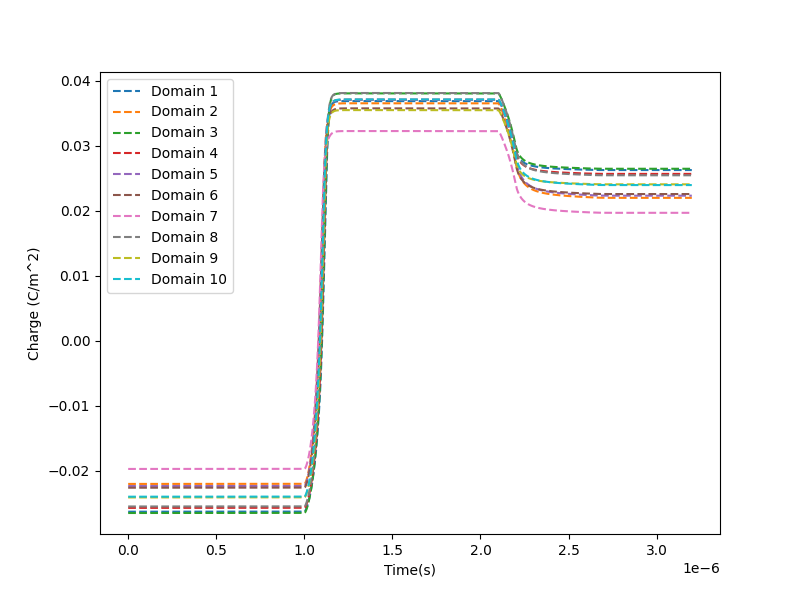 0.04
0.03
0.02
0.01
0.00
−0.01
−0.02
Charge (C/m^2)
Domain 1
Domain 2
Domain 3
Domain 4
Domain 5
Domain 6
Domain 7
Domain 8
Domain 9
Domain 10
0.0 0.5 1.0 1.5 2.0 2.5 3.0
Time(s)
1e−6